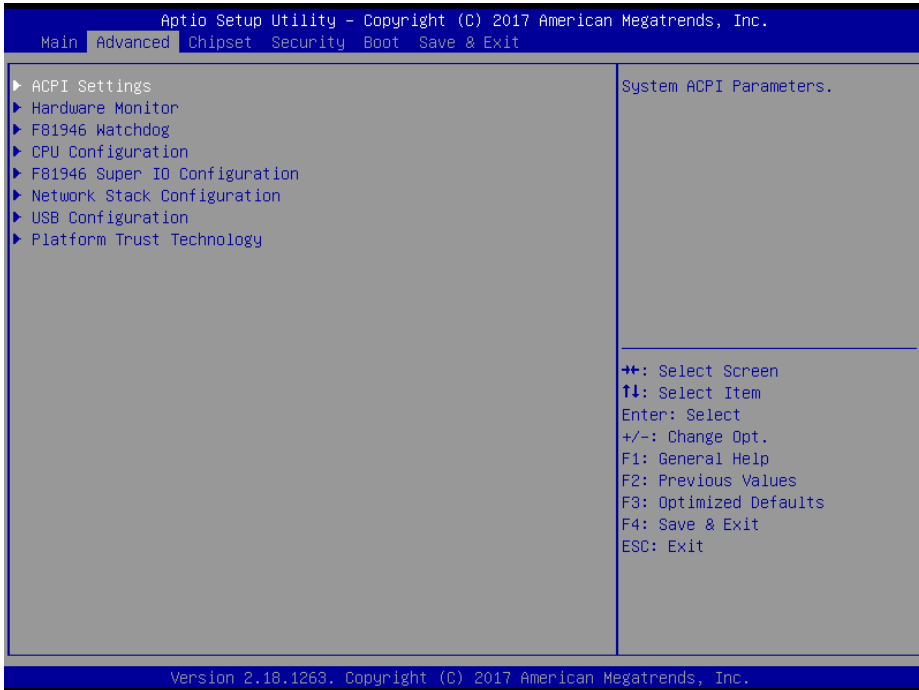 Aptio Setup Utility – Copyright (C) 2017 American Megatrends, Inc.
Main Advanced Chipset Security Boot Save & Exit
▶ ACPI Settings
▶ Hardware Monitor
▶ F81946 Watchdog
▶ CPU Configuration
▶ F81946 Super IO Configuration
▶ Network Stack Configuration
▶ USB Configuration
▶ Platform Trust Technology
System ACPI Parameters.
→←: Select Screen
↑↓: Select Item
Enter: Select
+/-: Change Opt.
F1: General Help
F2: Previous Values
F3: Optimized Defaults
F4: Save & Exit
ESC: Exit
Version 2.18.1263. Copyright (C) 2017 American Megatrends, Inc.